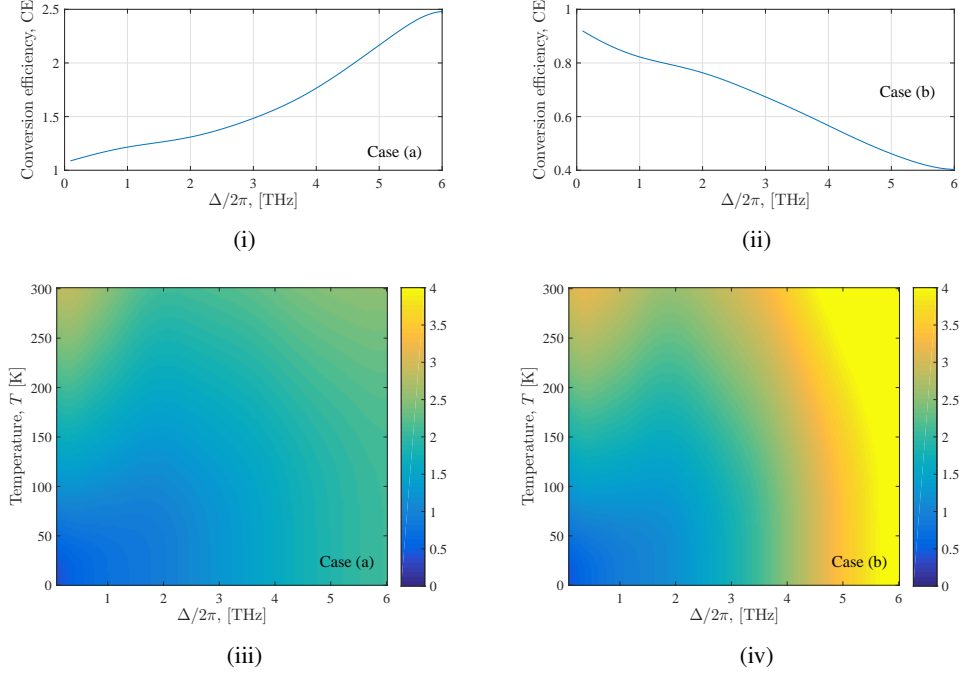 2.5
2
1.5
1
Conversion efficiency, CE
Case (a)
0 1 2 3 4 5 6
Δ/2π, [THz]
(i)
1
0.8
0.6
0.4
Conversion efficiency, CE
Case (b)
0 1 2 3 4 5 6
Δ/2π, [THz]
(ii)
300
250
200
150
100
50
0
Temperature, T [K]
Case (a)
1 2 3 4 5 6
Δ/2π, [THz]
4
3.5
3
2.5
2
1.5
1
0.5
0
(iii)
300
250
200
150
100
50
0
Temperature, T [K]
Case (b)
1 2 3 4 5 6
Δ/2π, [THz]
4
3.5
3
2.5
2
1.5
1
0.5
0
(iv)